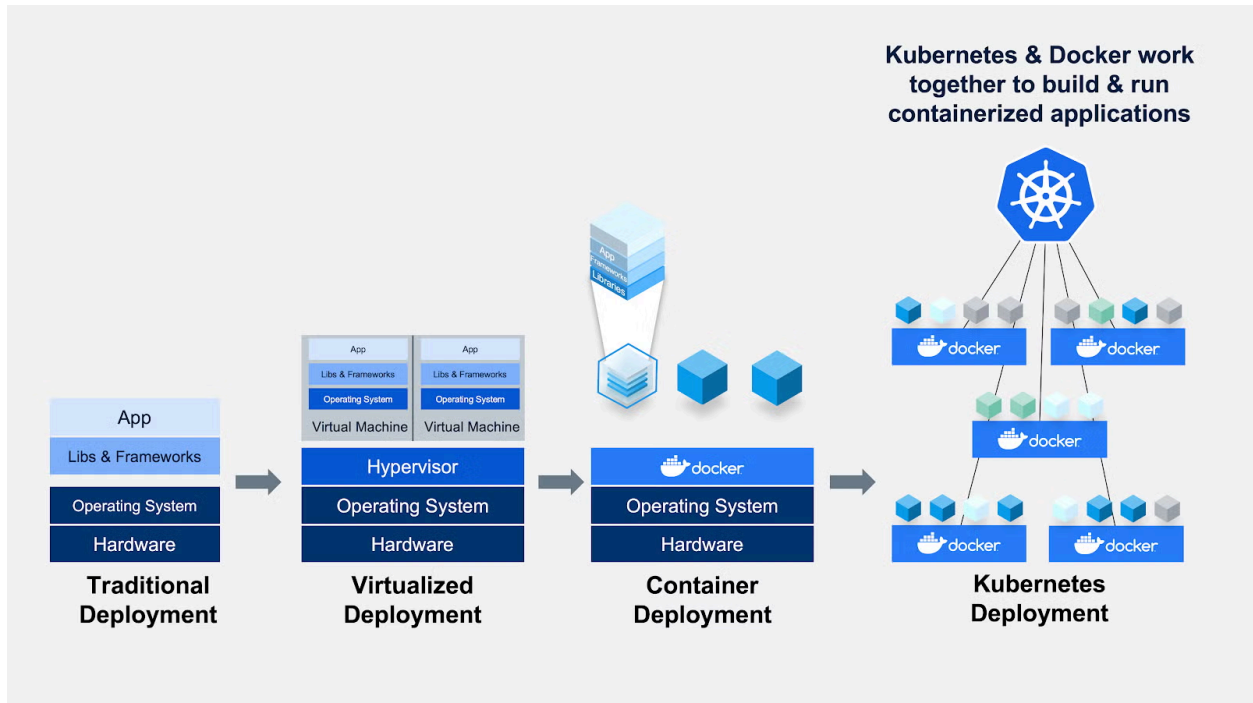 Kubernetes & Docker work
together to build & run
containerized applications
App
Libs & Frameworks
Operating System
Hardware
Traditional
Deployment
App
Libs & Frameworks
Operating System
Virtual Machine
App
Libs & Frameworks
Operating System
Virtual Machine
Hypervisor
Operating System
Hardware
Virtualized
Deployment
App
Frameworks
Libraries
docker
Operating System
Hardware
Container
Deployment
docker
docker
docker
docker
docker
Kubernetes
Deployment